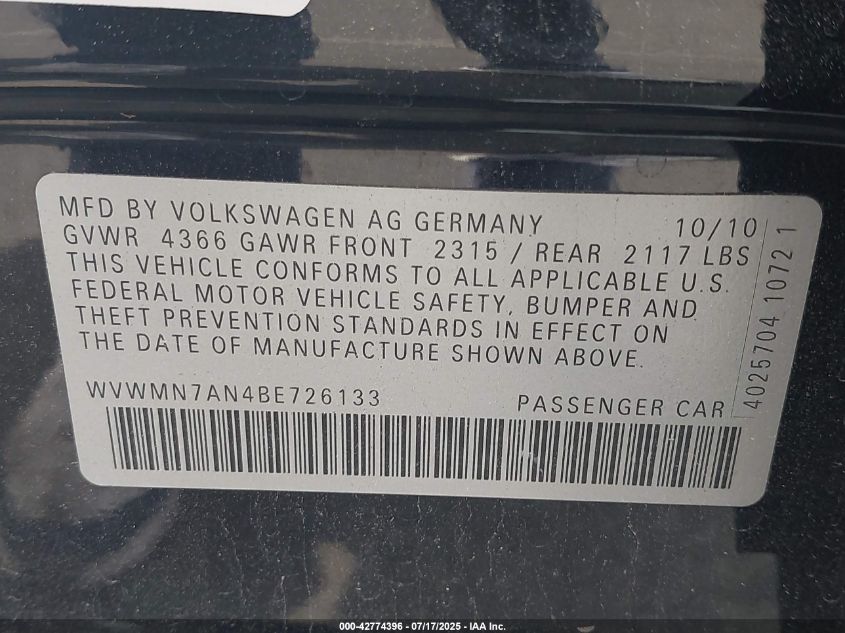 MFD BY VOLKSWAGEN AG GERMANY 10/10
GVWR 4366 GAWR FRONT 2315 / REAR 2117 LBS
THIS VEHICLE CONFORMS TO ALL APPLICABLE U.S.
FEDERAL MOTOR VEHICLE SAFETY, BUMPER AND
THEFT PREVENTION STANDARDS IN EFFECT ON
THE DATE OF MANUFACTURE SHOWN ABOVE.
WVWMN7AN4BE726133 PASSENGER CAR
4025704 1072 1
000-42774396 - 07/17/2025 - IAA Inc.